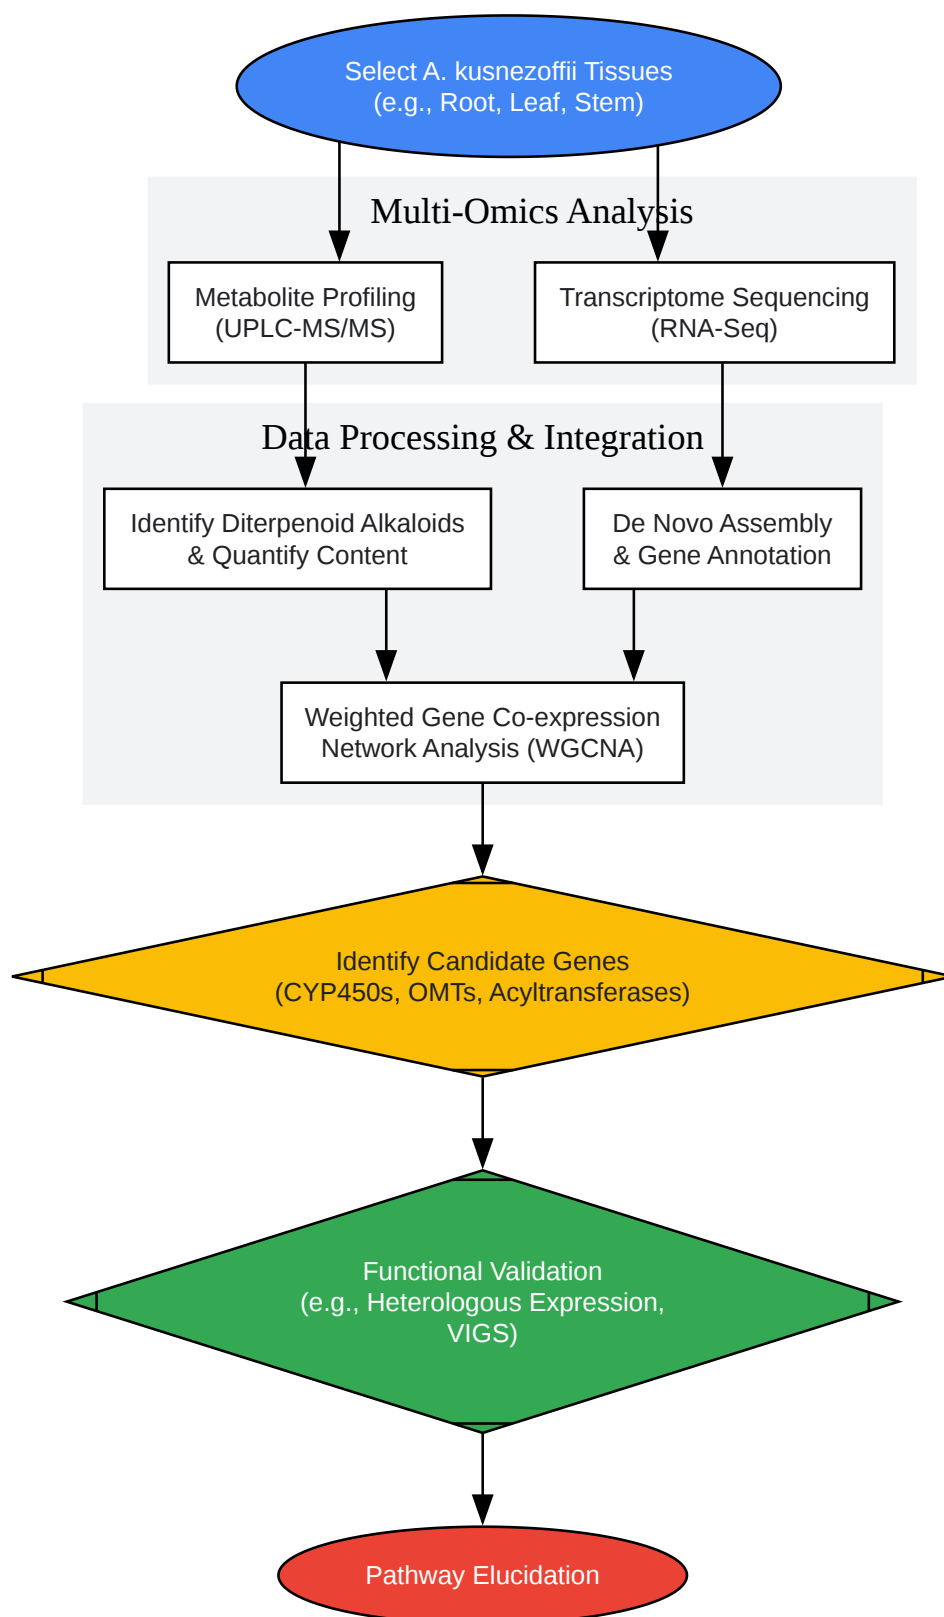 Select A. kusnezoffii Tissues
(e.g., Root, Leaf, Stem)
Multi-Omics Analysis
Metabolite Profiling
(UPLC-MS/MS)
Transcriptome Sequencing
(RNA-Seq)
Data Processing & Integration
Identify Diterpenoid Alkaloids
& Quantify Content
De Novo Assembly
& Gene Annotation
Weighted Gene Co-expression
Network Analysis (WGCNA)
Identify Candidate Genes
(CYP450s, OMTs, Acyltransferases)
Functional Validation
(e.g., Heterologous Expression,
VIGS)
Pathway Elucidation